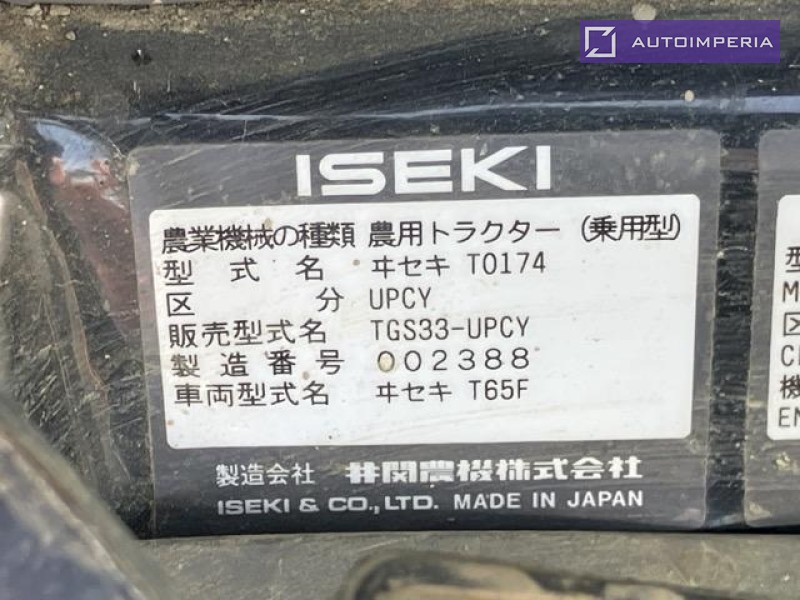 AUTOIMPERIA
ISEKI
農業機械の種類 農用トラクター (乗用型)
型式名 ヰセキ T0174
区分 UPCY
販売型式名 TGS33-UPCY
製造番号 002388
車両型式名 ヰセキ T65F
製造会社 井関農機株式会社
ISEKI & CO.,LTD. MADE IN JAPAN
型
M
区
機